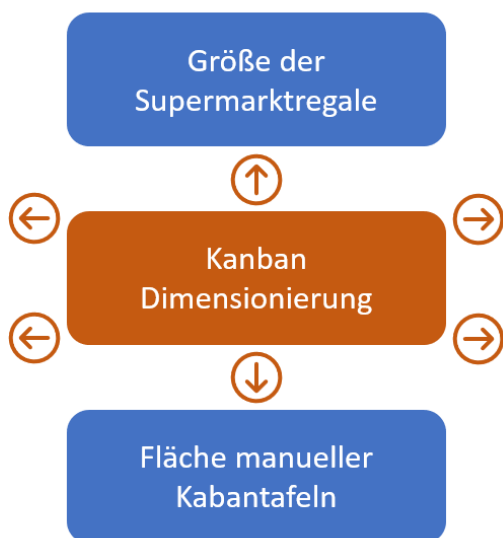 Größe der
Supermarktregale
Kanban
Dimensionierung
Fläche manueller
Kabantafeln